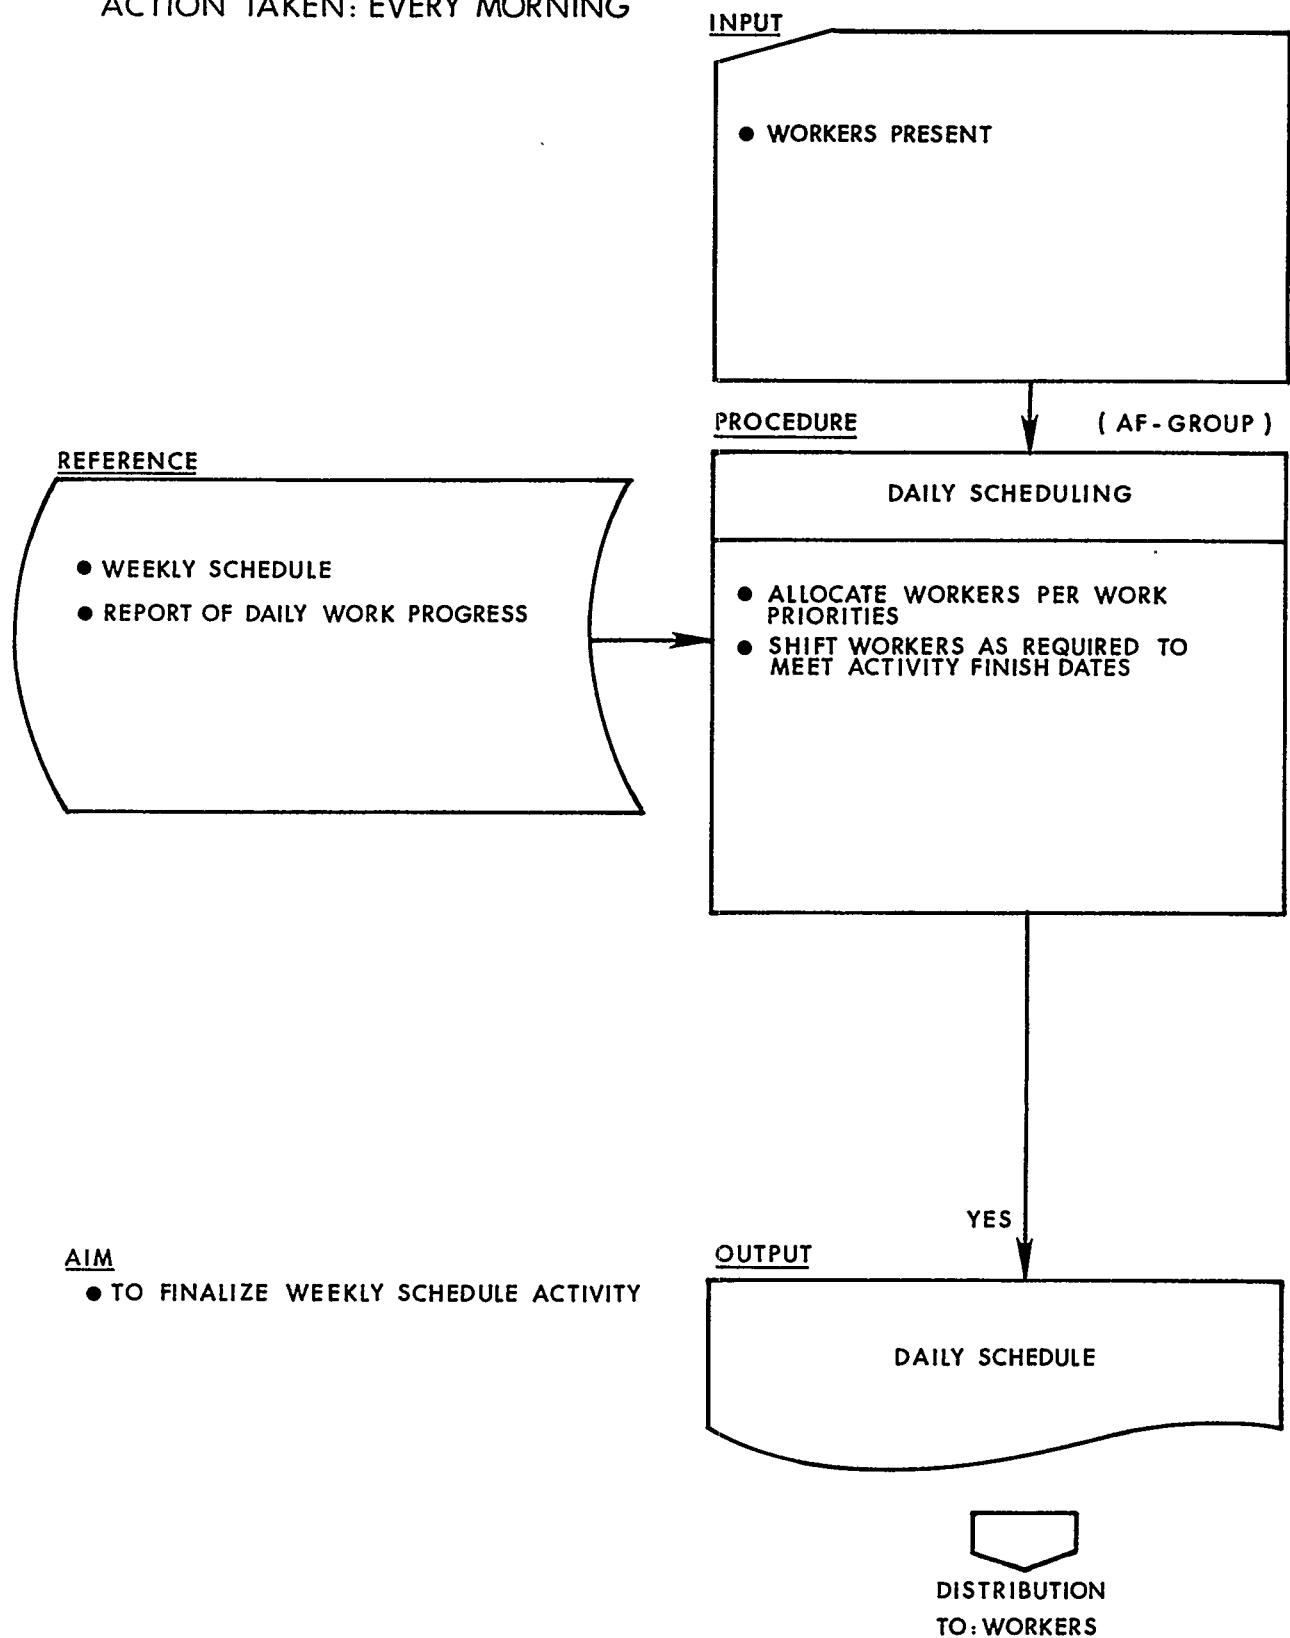 ACTION TAKEN: EVERY MORNING
INPUT
● WORKERS PRESENT
PROCEDURE
( AF-GROUP )
REFERENCE
DAILY SCHEDULING
● WEEKLY SCHEDULE
● REPORT OF DAILY WORK PROGRESS
● ALLOCATE WORKERS PER WORK
PRIORITIES
● SHIFT WORKERS AS REQUIRED TO
MEET ACTIVITY FINISH DATES
YES
AIM
● TO FINALIZE WEEKLY SCHEDULE ACTIVITY
OUTPUT
DAILY SCHEDULE
DISTRIBUTION
TO: WORKERS